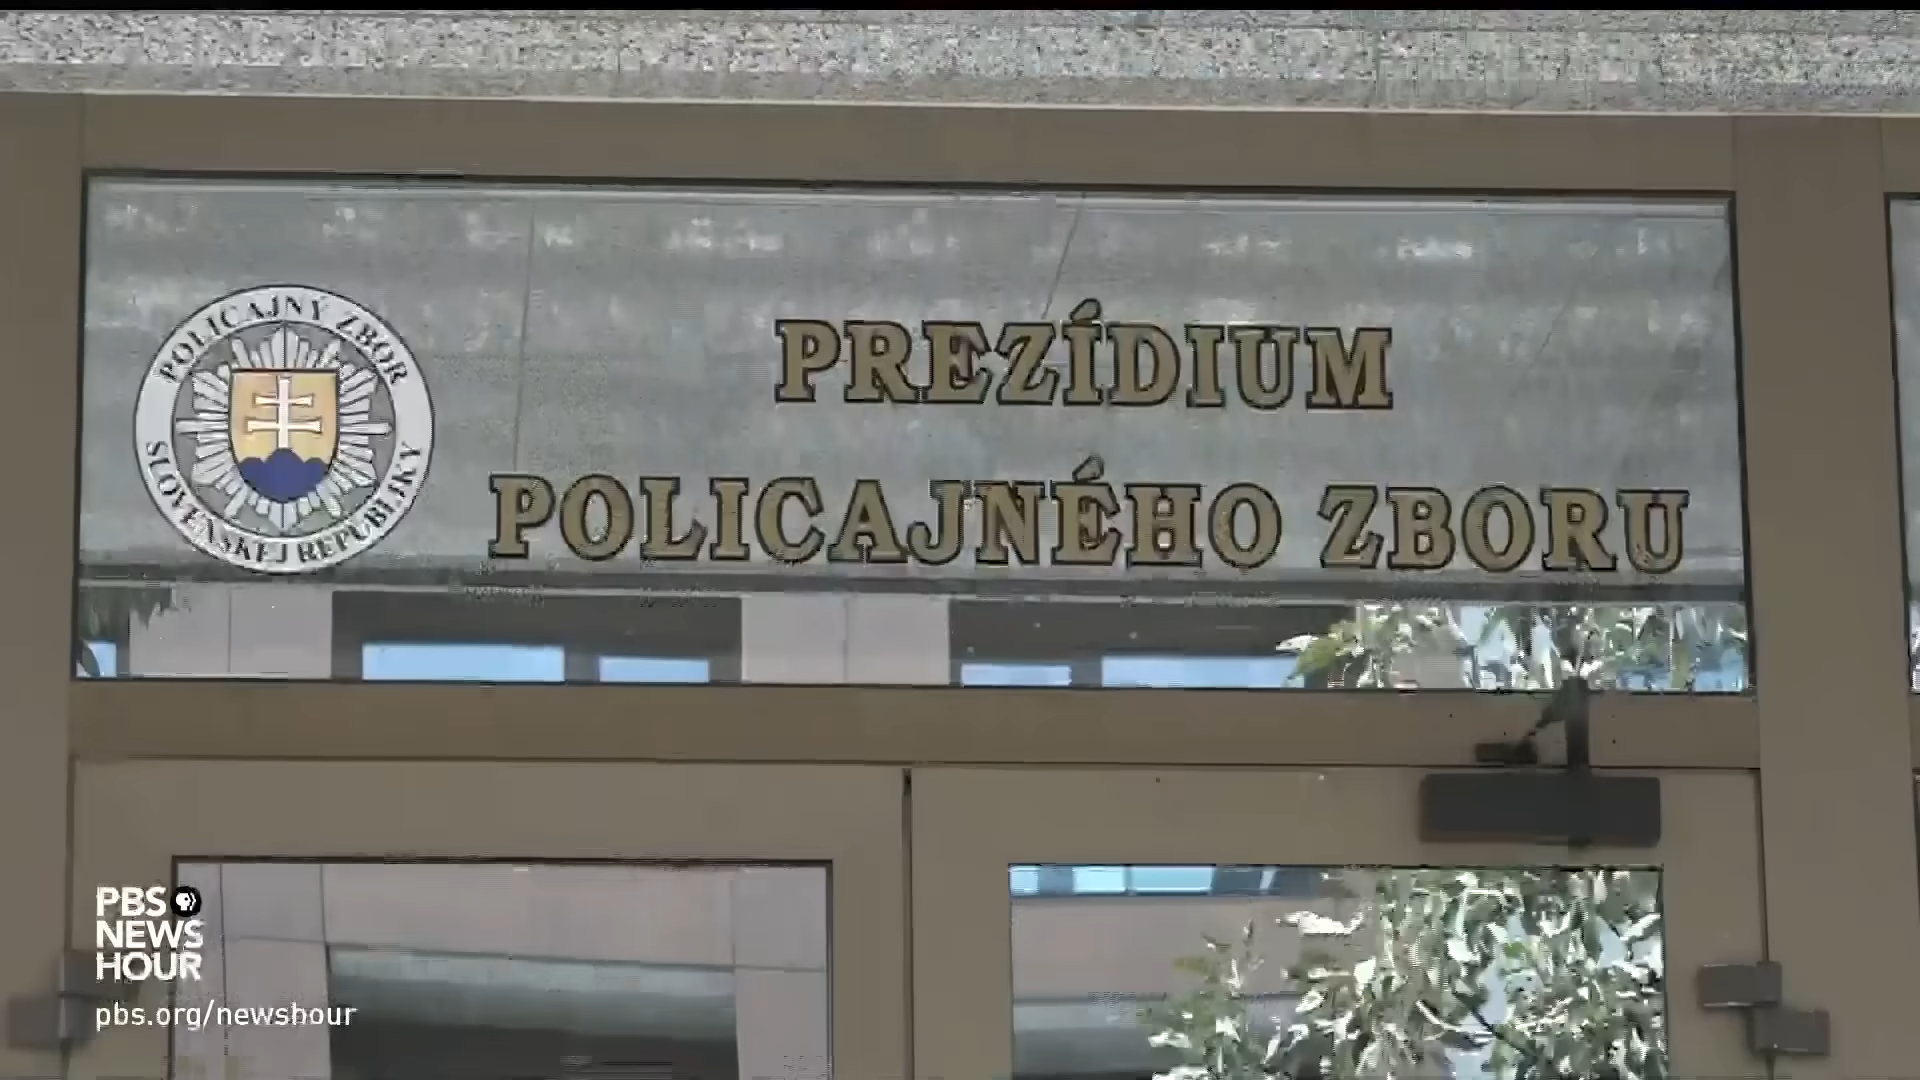 POLICAJNÝ ZBOR
SLOVENSKEJ REPUBLIKY
PREZÍDIUM
POLICAJNÉHO ZBORU
PBS
NEWS
HOUR
pbs.org/newshour